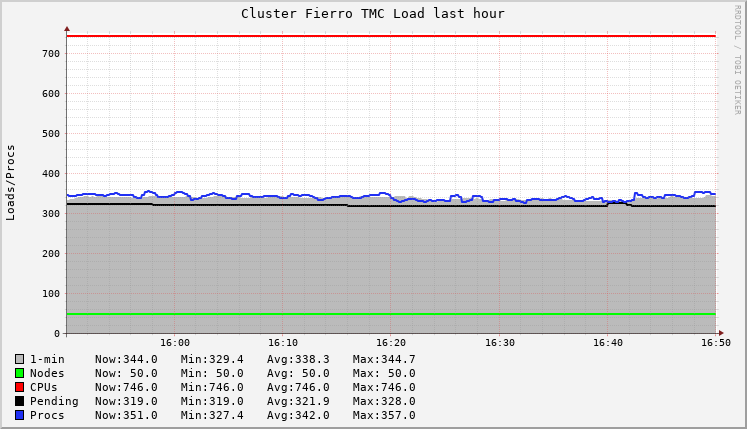 Cluster Fierro TMC Load last hour
RRDTOOL / TOBI OETIKER
Loads/Procs
700
600
500
400
300
200
100
0
16:00 16:10 16:20 16:30 16:40 16:50
1-min Now:344.0 Min:329.4 Avg:338.3 Max:344.7
Nodes Now: 50.0 Min: 50.0 Avg: 50.0 Max: 50.0
CPUs Now:746.0 Min:746.0 Avg:746.0 Max:746.0
Pending Now:319.0 Min:319.0 Avg:321.9 Max:328.0
Procs Now:351.0 Min:327.4 Avg:342.0 Max:357.0